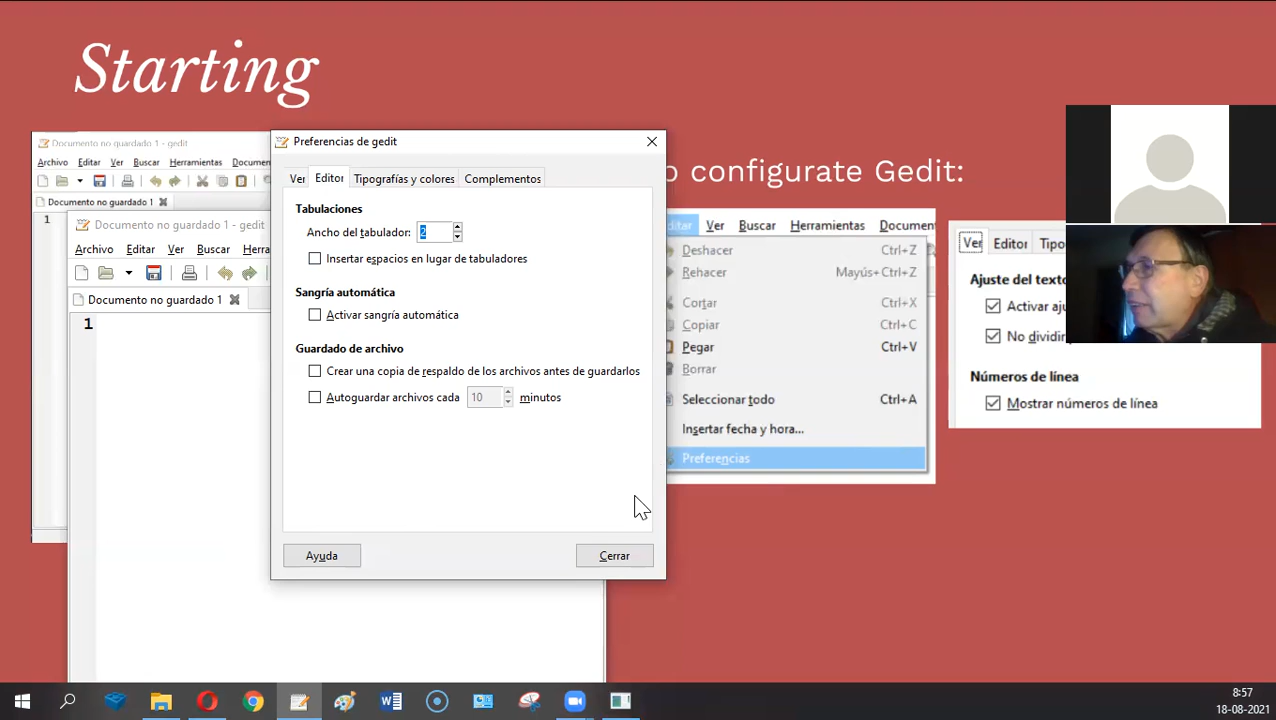 Starting
Documento no guardado 1 - gedit
Archivo Editar Ver Buscar Herramientas Documen
Documento no guardado 1
1
Documento no guardado 1 - gedit
Archivo Editar Ver Buscar Herra
Documento no guardado 1
1
Preferencias de gedit
Ver Editor Tipografías y colores Complementos
Tabulaciones
Ancho del tabulador: 2
Insertar espacios en lugar de tabuladores
Sangría automática
Activar sangría automática
Guardado de archivo
Crear una copia de respaldo de los archivos antes de guardarlos
Autoguardar archivos cada 10 minutos
Ayuda Cerrar
o configurate Gedit:
itar Ver Buscar Herramientas Documen
Deshacer Ctrl+Z
Rehacer Mayús+Ctrl+Z
Cortar Ctrl+X
Copiar Ctrl+C
Pegar Ctrl+V
Borrar
Seleccionar todo Ctrl+A
Insertar fecha y hora...
Preferencias
Ver Editor Tipo
Ajuste del texto
Activar aju
No dividir
Números de línea
Mostrar números de línea
8:57
18-08-2021